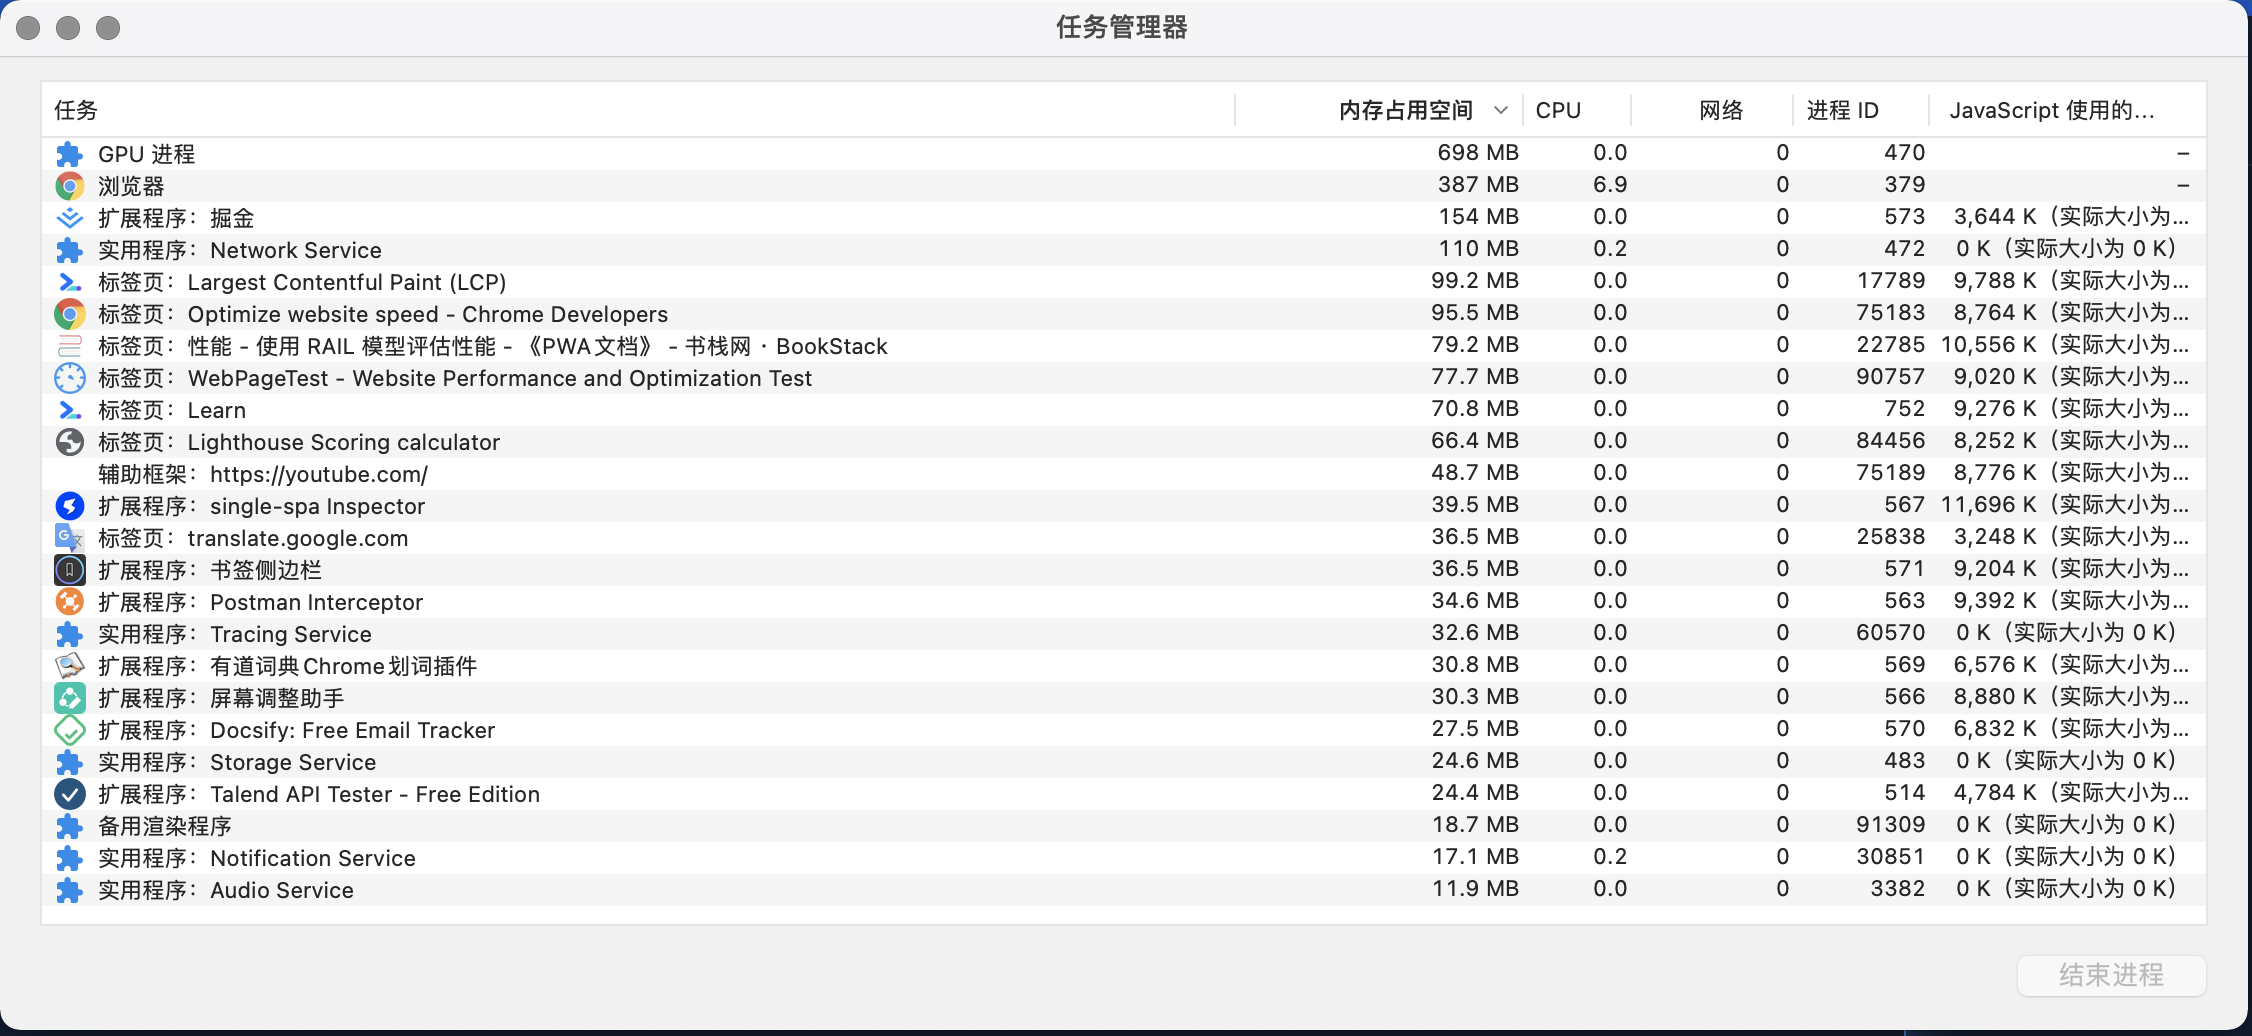 任务管理器
任务 内存占用空间 CPU 网络 进程 ID JavaScript 使用的...
GPU 进程 698 MB 0.0 0 470 –
浏览器 387 MB 6.9 0 379 –
扩展程序：掘金 154 MB 0.0 0 573 3,644 K（实际大小为...
实用程序：Network Service 110 MB 0.2 0 472 0 K（实际大小为 0 K）
标签页：Largest Contentful Paint (LCP) 99.2 MB 0.0 0 17789 9,788 K（实际大小为...
标签页：Optimize website speed - Chrome Developers 95.5 MB 0.0 0 75183 8,764 K（实际大小为...
标签页：性能 - 使用 RAIL 模型评估性能 - 《PWA文档》 - 书栈网 · BookStack 79.2 MB 0.0 0 22785 10,556 K（实际大小为...
标签页：WebPageTest - Website Performance and Optimization Test 77.7 MB 0.0 0 90757 9,020 K（实际大小为...
标签页：Learn 70.8 MB 0.0 0 752 9,276 K（实际大小为...
标签页：Lighthouse Scoring calculator 66.4 MB 0.0 0 84456 8,252 K（实际大小为...
辅助框架：https://youtube.com/ 48.7 MB 0.0 0 75189 8,776 K（实际大小为...
扩展程序：single-spa Inspector 39.5 MB 0.0 0 567 11,696 K（实际大小为...
标签页：translate.google.com 36.5 MB 0.0 0 25838 3,248 K（实际大小为...
扩展程序：书签侧边栏 36.5 MB 0.0 0 571 9,204 K（实际大小为...
扩展程序：Postman Interceptor 34.6 MB 0.0 0 563 9,392 K（实际大小为...
实用程序：Tracing Service 32.6 MB 0.0 0 60570 0 K（实际大小为 0 K）
扩展程序：有道词典Chrome划词插件 30.8 MB 0.0 0 569 6,576 K（实际大小为...
扩展程序：屏幕调整助手 30.3 MB 0.0 0 566 8,880 K（实际大小为...
扩展程序：Docsify: Free Email Tracker 27.5 MB 0.0 0 570 6,832 K（实际大小为...
实用程序：Storage Service 24.6 MB 0.0 0 483 0 K（实际大小为 0 K）
扩展程序：Talend API Tester - Free Edition 24.4 MB 0.0 0 514 4,784 K（实际大小为...
备用渲染程序 18.7 MB 0.0 0 91309 0 K（实际大小为 0 K）
实用程序：Notification Service 17.1 MB 0.2 0 30851 0 K（实际大小为 0 K）
实用程序：Audio Service 11.9 MB 0.0 0 3382 0 K（实际大小为 0 K）
结束进程